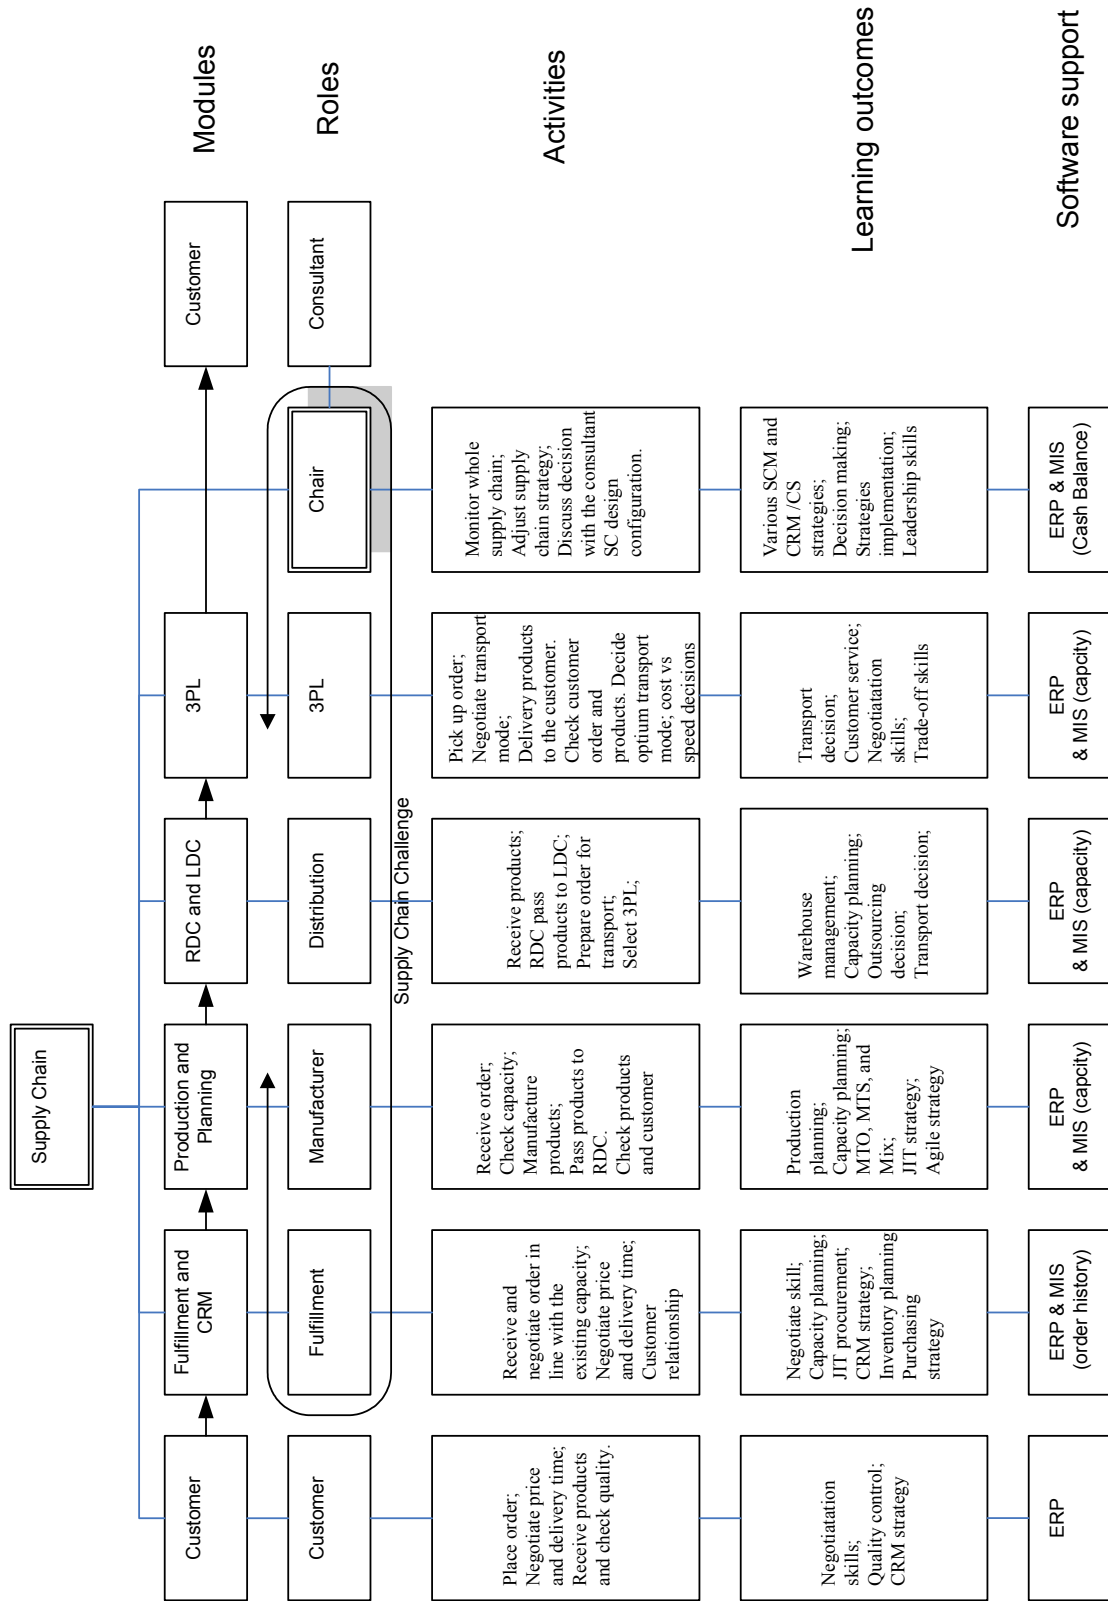 Supply Chain
Customer
Fulfillment and
CRM
Production and
Planning
RDC and LDC
3PL
Customer
Modules
Customer
Fulfillment
Manufacturer
Distribution
3PL
Chair
Consultant
Roles
Supply Chain Challenge
Place order;
Negotiate price
and delivery time;
Receive products
and check quality.
Receive and
negotiate order in
line with the
existing capacity;
Negotiate price
and delivery time;
Customer
relationship
Receive order;
Check capacity;
Manufacture
products;
Pass products to
RDC.
Check products
and customer
Receive products;
RDC pass
products to LDC;
Prepare order for
transport;
Select 3PL;
Pick up order;
Negotiate transport
mode;
Delivery products
to the customer.
Check customer
order and
products. Decide
optium transport
mode; cost vs
speed decisions
Monitor whole
supply chain;
Adjust supply
chain strategy;
Discuss decision
with the consultant
SC design
configuration.
Activities
Negotiatation
skills;
Quality control;
CRM strategy
Negotiate skill;
Capacity planning;
JIT procurement;
CRM strategy;
Inventory planning
Purchasing
strategy
Production
planning;
Capacity planning;
MTO, MTS, and
Mix;
JIT strategy;
Agile strategy
Warehouse
management;
Capacity planning;
Outsourcing
decision;
Transport decision;
Transport
decision;
Customer service;
Negotiatation
skills;
Trade-off skills
Various SCM and
CRM /CS
strategies;
Decision making;
Strategies
implementation;
Leadership skills
Learning outcomes
ERP
ERP & MIS
(order history)
ERP
& MIS (capcity)
ERP
& MIS (capacity)
ERP
& MIS (capcity)
ERP & MIS
(Cash Balance)
Software support